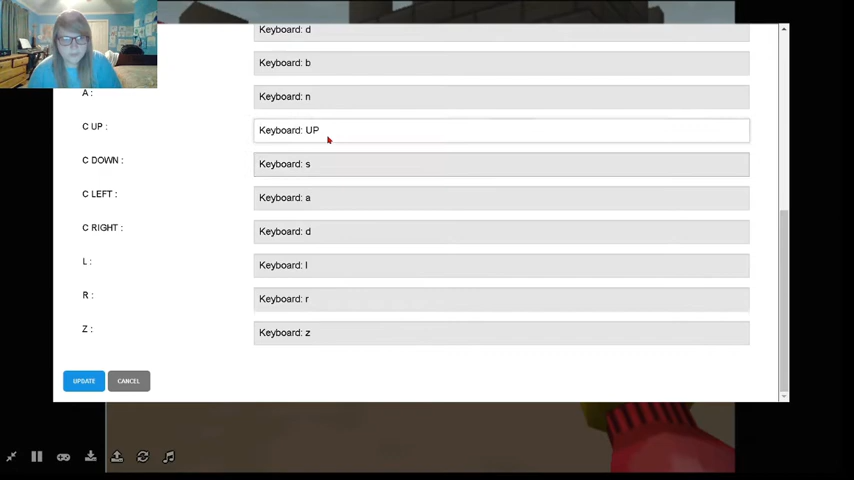 Keyboard: d
Keyboard: b
A : Keyboard: n
C UP : Keyboard: UP
C DOWN : Keyboard: s
C LEFT : Keyboard: a
C RIGHT : Keyboard: d
L : Keyboard: l
R : Keyboard: r
Z : Keyboard: z
UPDATE CANCEL